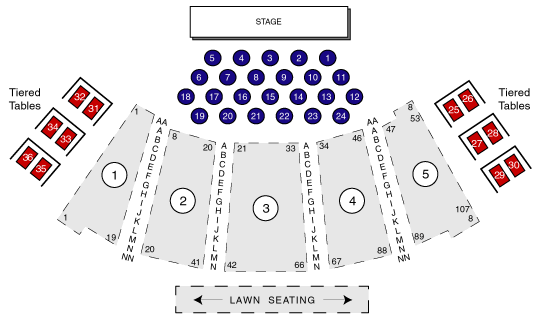 STAGE
5 4 3 2 1
6 7 8 9 10 11
18 17 16 15 14 13 12
19 20 21 22 23 24
Tiered
Tables
32 31
34 33
36 35
Tiered
Tables
25 26
27 28
29 30
1 AA 8 20 A 21 33 A 34 46 AA 47 8 53
A
B
C
D
E
F
G
H
I
J
K
L
M
N
NN
B
C
D
E
F
G
H
I
J
K
L
M
N
B
C
D
E
F
G
H
I
J
K
L
M
N
A
B
C
D
E
F
G
H
I
J
K
L
M
N
NN
1
2
3
4
5
1 19 20 41 42 66 67 88 89 107 8
LAWN SEATING